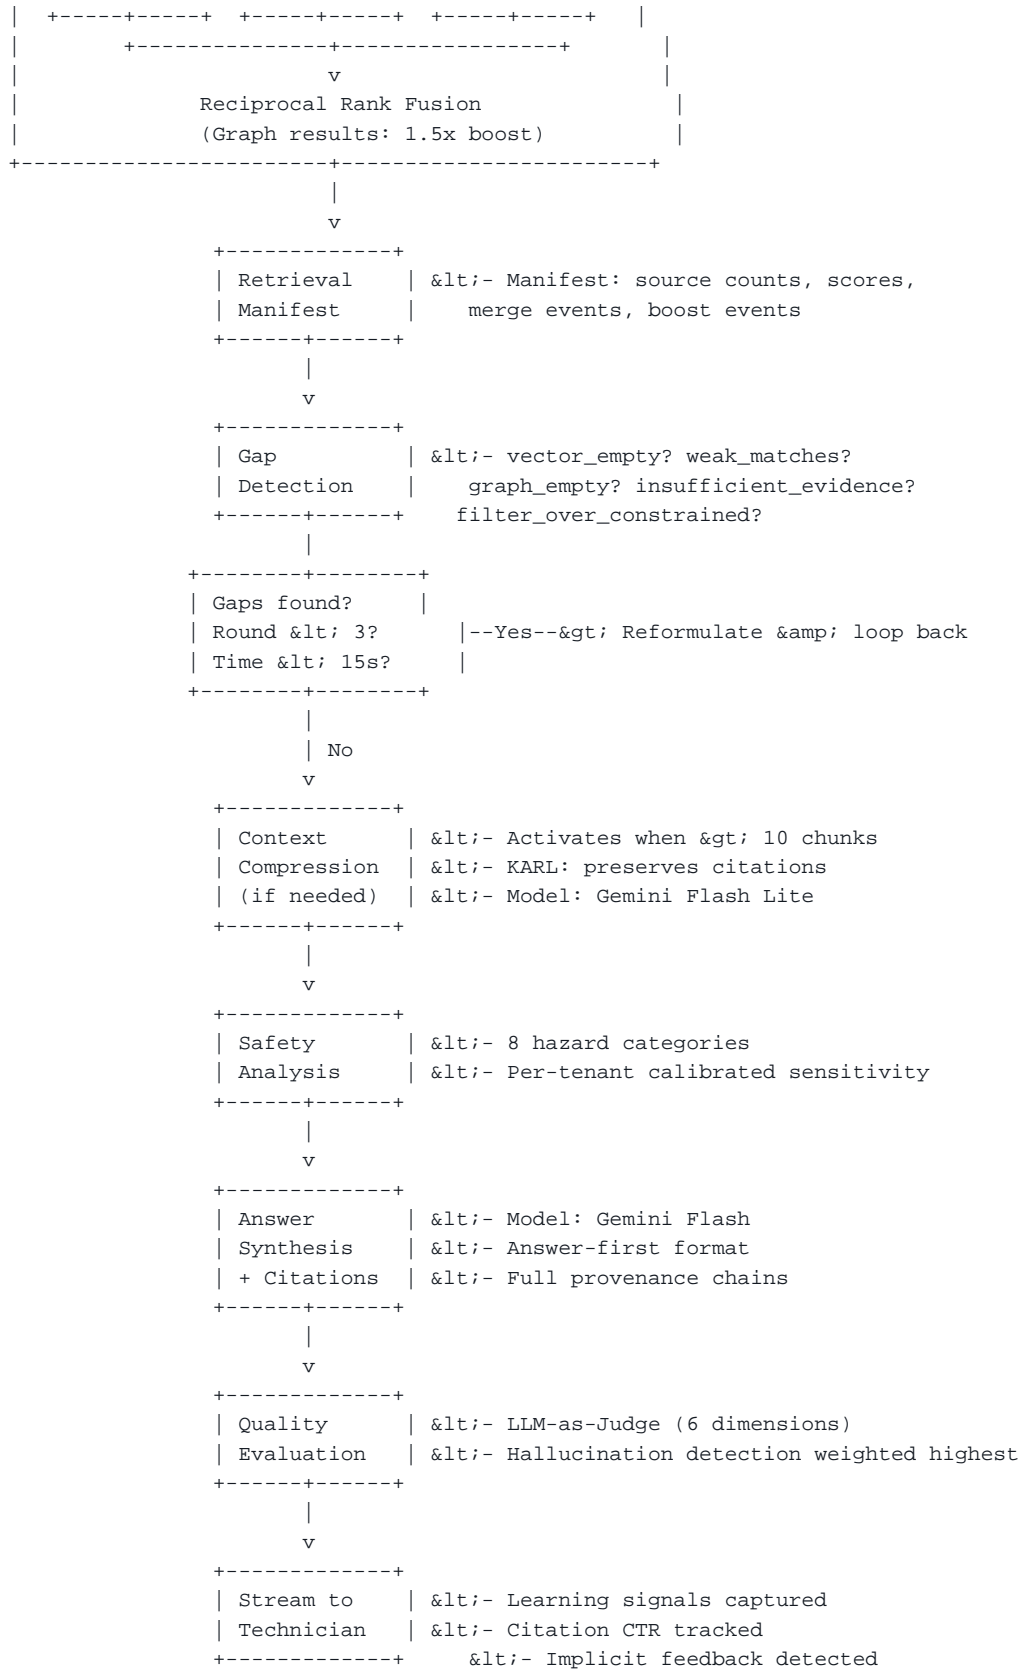 |  +-----+-----+  +-----+-----+  +-----+-----+   |
|        +---------------+-----------------+       |
|                        v                         |
|              Reciprocal Rank Fusion               |
|              (Graph results: 1.5x boost)          |
+------------------------+------------------------+
                         |
                         v
                +-------------+
                | Retrieval   | &lt;- Manifest: source counts, scores,
                | Manifest    |    merge events, boost events
                +------+------+
                       |
                       v
                +-------------+
                | Gap         | &lt;- vector_empty? weak_matches?
                | Detection   |    graph_empty? insufficient_evidence?
                +------+------+    filter_over_constrained?
                       |
              +--------+--------+
              | Gaps found?     |
              | Round &lt; 3?      |--Yes--&gt; Reformulate &amp; loop back
              | Time &lt; 15s?     |
              +--------+--------+
                       |
                       | No
                       v
                +-------------+
                | Context     | &lt;- Activates when &gt; 10 chunks
                | Compression | &lt;- KARL: preserves citations
                | (if needed) | &lt;- Model: Gemini Flash Lite
                +------+------+
                       |
                       v
                +-------------+
                | Safety      | &lt;- 8 hazard categories
                | Analysis    | &lt;- Per-tenant calibrated sensitivity
                +------+------+
                       |
                       v
                +-------------+
                | Answer      | &lt;- Model: Gemini Flash
                | Synthesis   | &lt;- Answer-first format
                | + Citations | &lt;- Full provenance chains
                +------+------+
                       |
                       v
                +-------------+
                | Quality     | &lt;- LLM-as-Judge (6 dimensions)
                | Evaluation  | &lt;- Hallucination detection weighted highest
                +------+------+
                       |
                       v
                +-------------+
                | Stream to   | &lt;- Learning signals captured
                | Technician  | &lt;- Citation CTR tracked
                +-------------+    &lt;- Implicit feedback detected